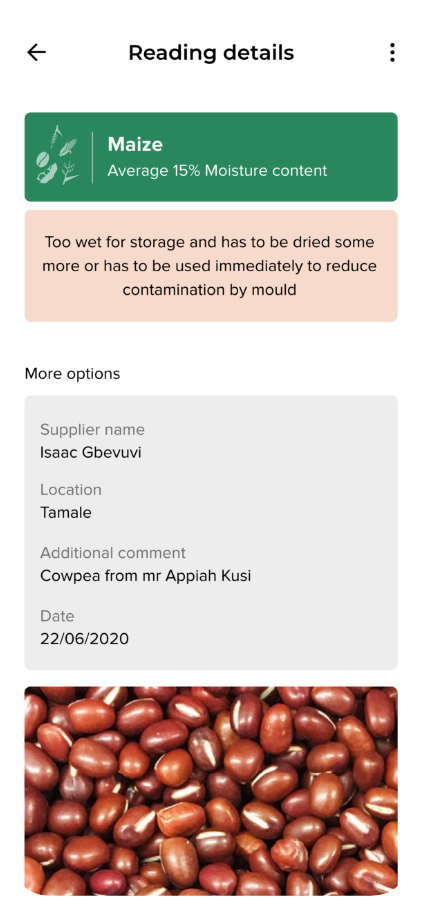 Reading details
Maize
Average 15% Moisture content
Too wet for storage and has to be dried some
more or has to be used immediately to reduce
contamination by mould
More options
Supplier name
Isaac Gbevuvi
Location
Tamale
Additional comment
Cowpea from mr Appiah Kusi
Date
22/06/2020